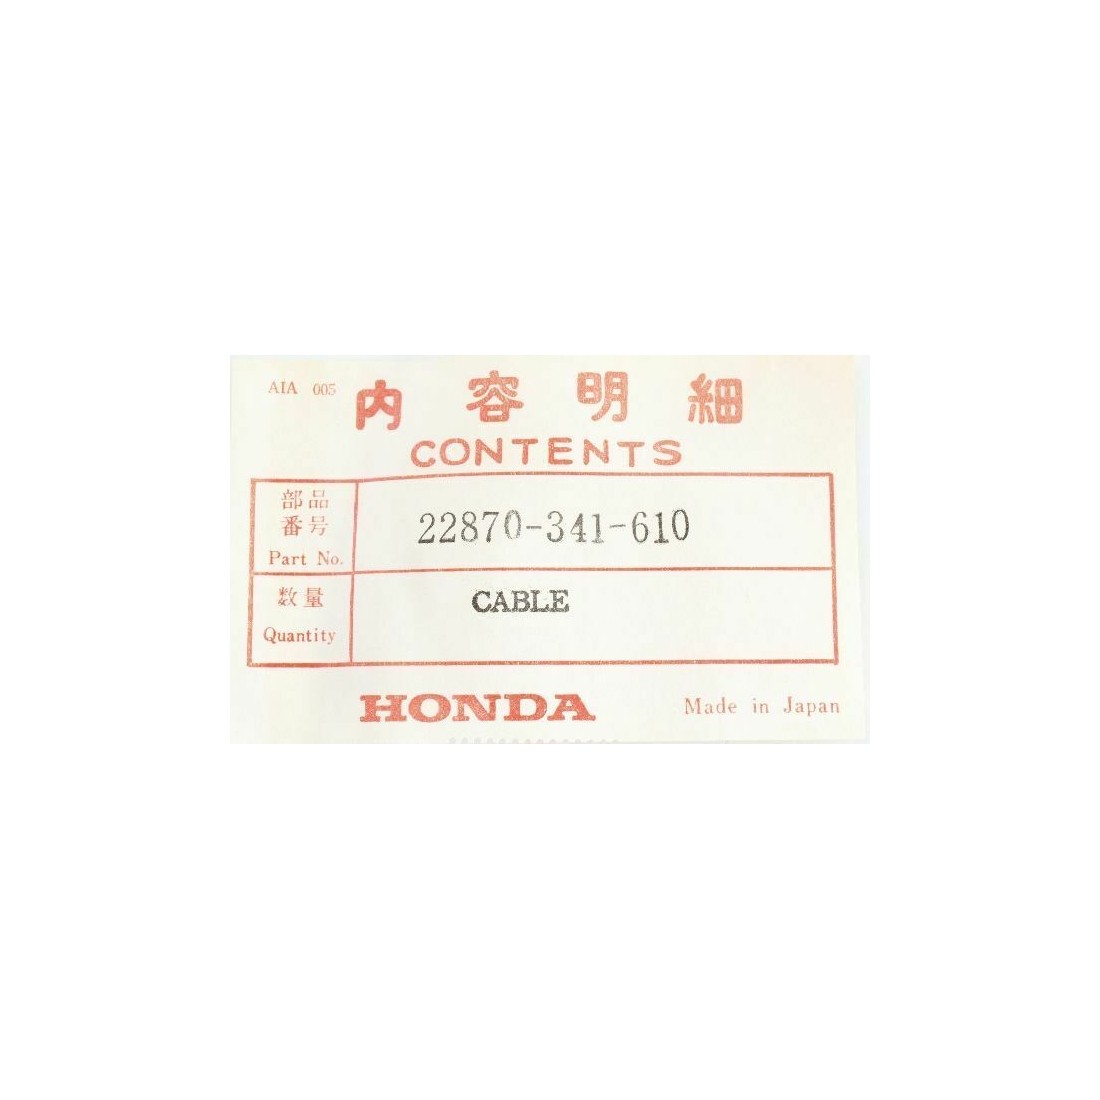 AIA 005
内容明細
CONTENTS
部品
番号
Part No.
22870-341-610
数量
Quantity
CABLE
HONDA
Made in Japan